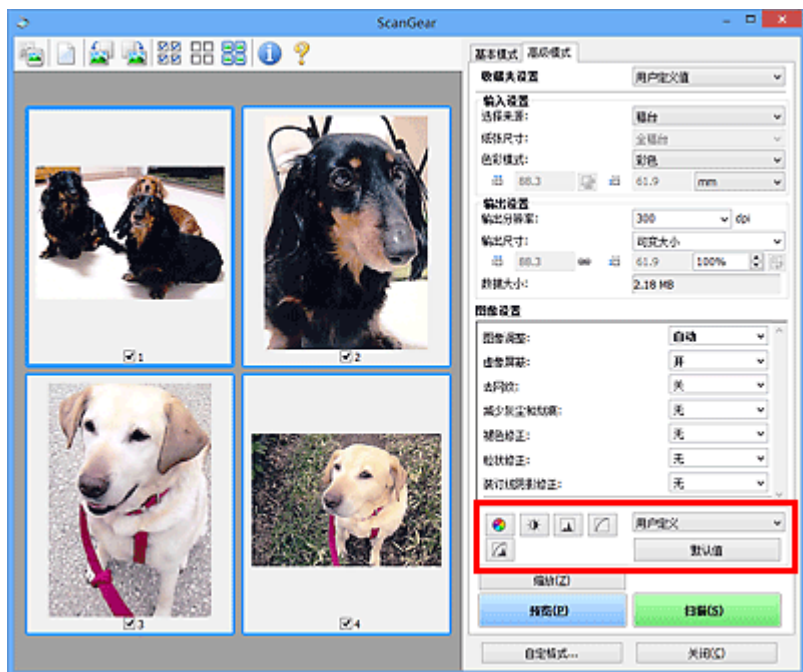 ScanGear
基本模式 高级模式
收藏夹设置 用户定义值
输入设置
选择来源: 稿台
纸张尺寸: 全稿台
色彩模式: 彩色
88.3 61.9 mm
输出设置
输出分辨率: 300 dpi
输出尺寸: 可变大小
88.3 61.9 100%
数据大小: 2.18 MB
图像设置
图像调整: 自动
虚像屏蔽: 开
去网纹: 关
减少灰尘和划痕: 无
褪色修正: 无
粒状修正: 无
装订线阴影修正: 无
用户定义
默认值
缩放(Z)
预览(P) 扫描(S)
自定模式... 关闭(C)
1
2
3
4